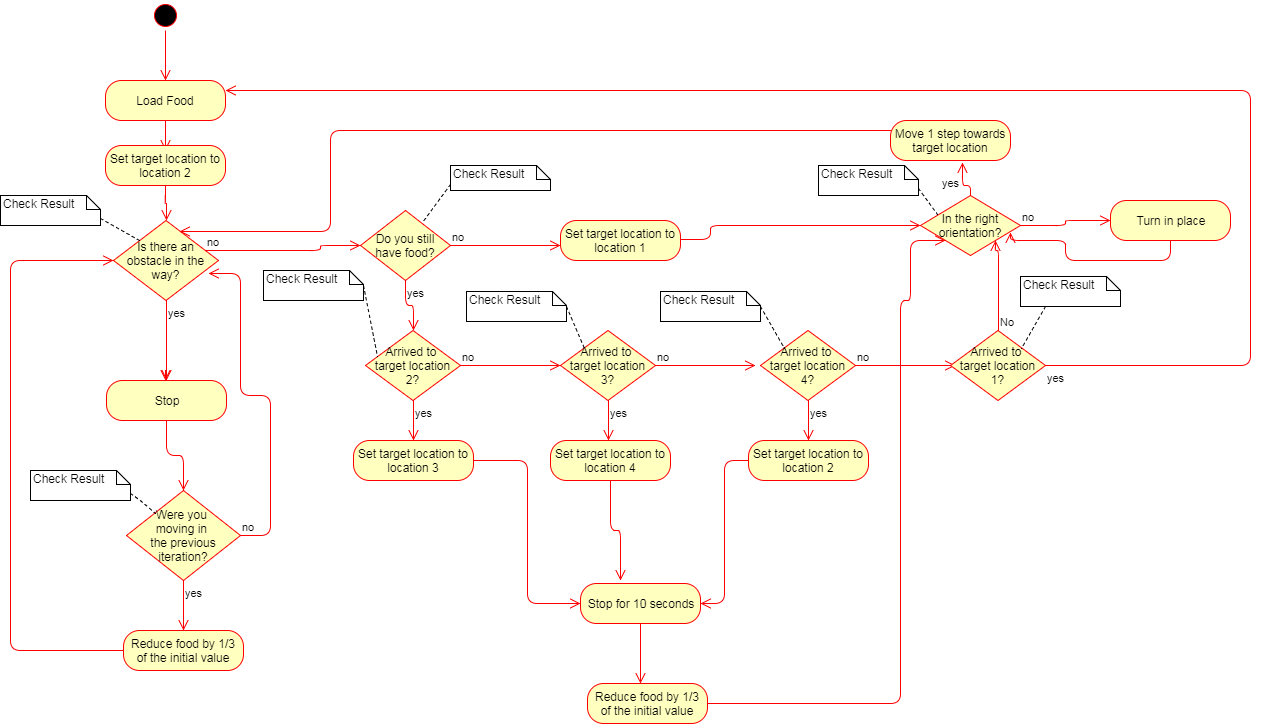 Load Food
Move 1 step towards
target location
Set target location to
location 2
Check Result
Check Result
Check Result
yes
In the right
orientation?
no
Turn in place
Is there an
obstacle in the
way?
no
Do you still
have food?
no
Set target location to
location 1
Check Result
yes
Check Result
Check Result
Check Result
yes
No
Arrived to
target location
2?
no
Arrived to
target location
3?
no
Arrived to
target location
4?
no
Arrived to
target location
1?
yes
Stop
yes
yes
yes
Set target location to
location 3
Set target location to
location 4
Set target location to
location 2
Check Result
Were you
moving in
the previous
iteration?
no
yes
Stop for 10 seconds
Reduce food by 1/3
of the initial value
Reduce food by 1/3
of the initial value